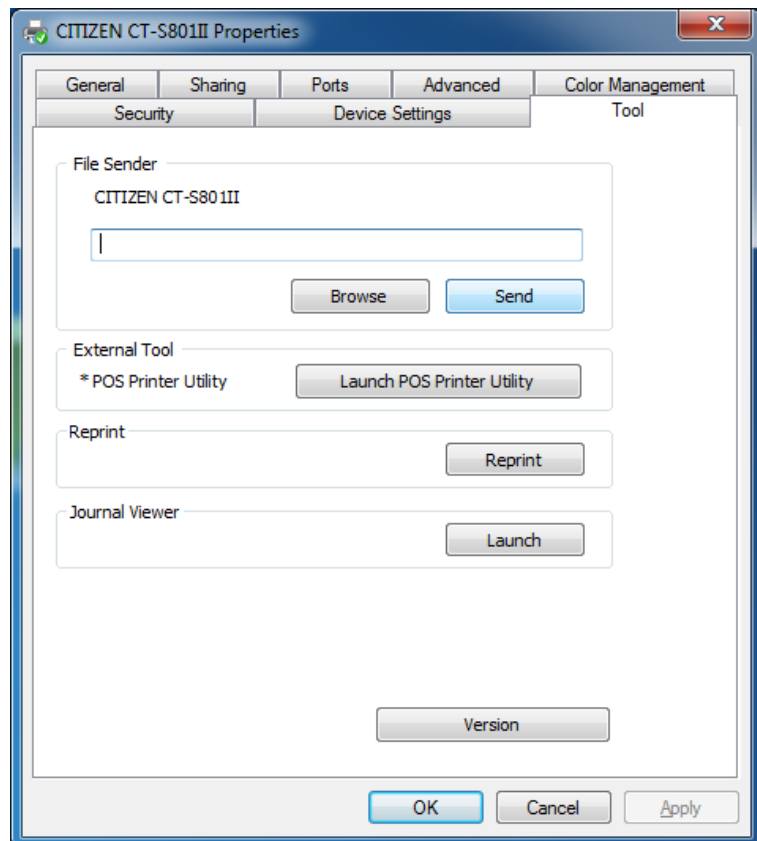 CITIZEN CT-S801II Properties
General Sharing Ports Advanced Color Management
Security Device Settings Tool
File Sender
CITIZEN CT-S801II
Browse Send
External Tool
* POS Printer Utility Launch POS Printer Utility
Reprint
Reprint
Journal Viewer
Launch
Version
OK Cancel Apply